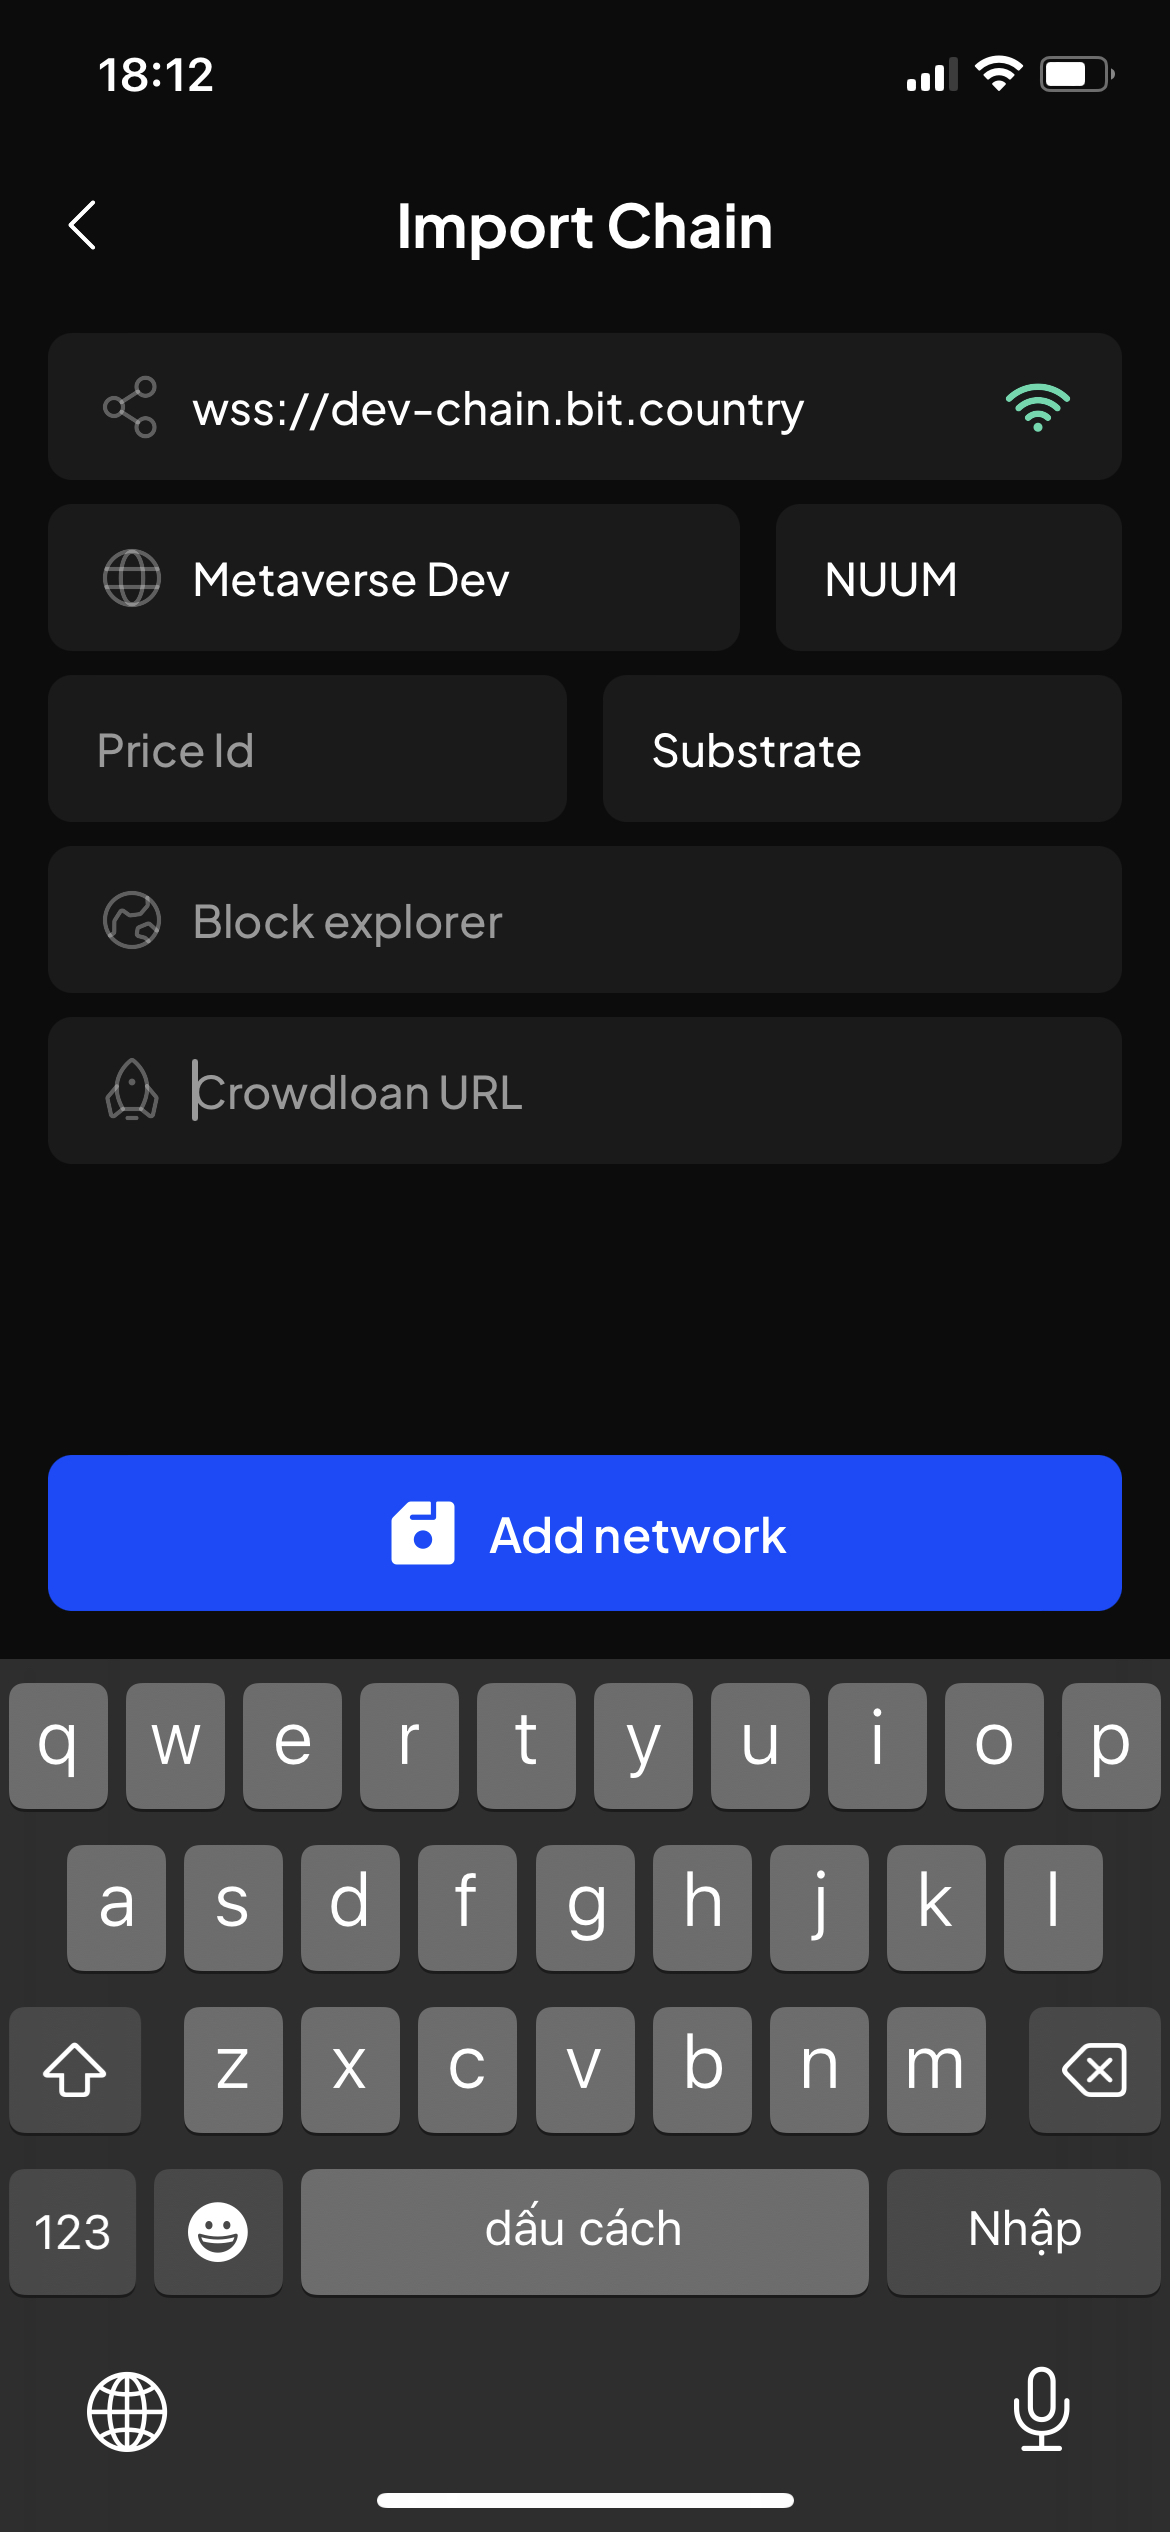 18:12
Import Chain
wss://dev-chain.bit.country
Metaverse Dev NUUM
Price Id Substrate
Block explorer
Crowdloan URL
Add network
q w e r t y u i o p
a s d f g h j k l
z x c v b n m
123 dấu cách Nhập